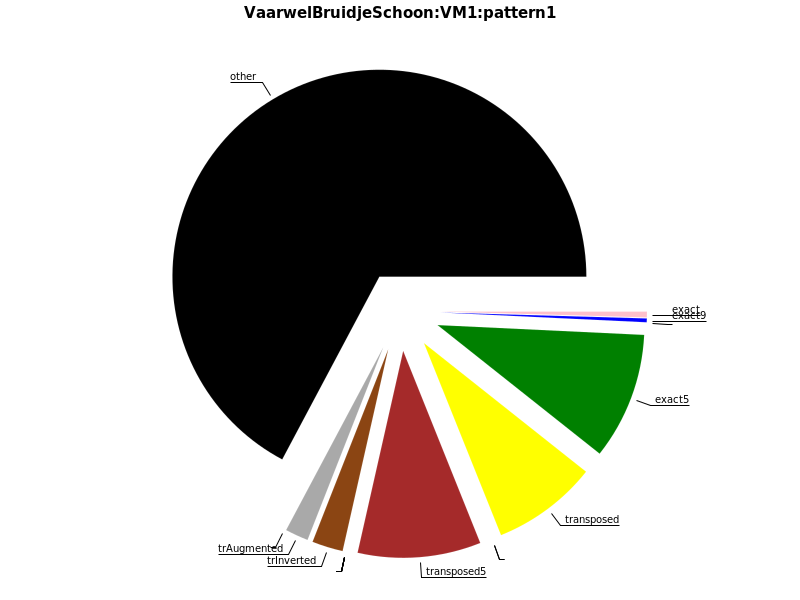 VaarwelBruidjeSchoon:VM1:pattern1
other
exact
exact9
exact5
transposed
trAugmented
trInverted
transposed5